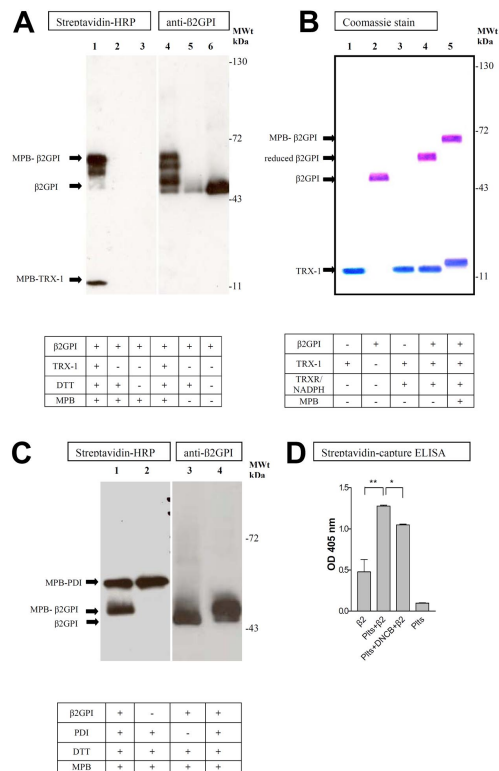 A
Streptavidin-HRP
anti-β2GPI
MWt
kDa
1 2 3 4 5 6
-130
-72
MPB- β2GPI
β2GPI
-43
MPB-TRX-1
-11
β2GPI + + + + + +
TRX-1 + - - + - -
DTT + + - + + -
MPB + + + + - -
B
Coomassie stain
MWt
kDa
1 2 3 4 5
-130
MPB- β2GPI
-72
reduced β2GPI
β2GPI
-43
TRX-1
-11
β2GPI - + - + +
TRX-1 + - + + +
TRXR/
NADPH - - + + +
MPB - - - - +
C
Streptavidin-HRP
anti-β2GPI
MWt
kDa
1 2 3 4
-72
MPB-PDI
MPB- β2GPI
β2GPI
-43
β2GPI + - + +
PDI + + - +
DTT + + + +
MPB + + + +
D
Streptavidin-capture ELISA
OD 405 nm
1.5
1.0
0.5
0.0
** *
β2
Plts+β2
Plts+DNCB+β2
Plts